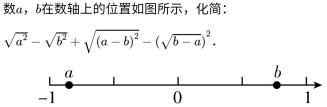 数a，b在数轴上的位置如图所示，化简：
√a² − √b² + √(a − b)² − (√b − a)².
a b
−1 0 1